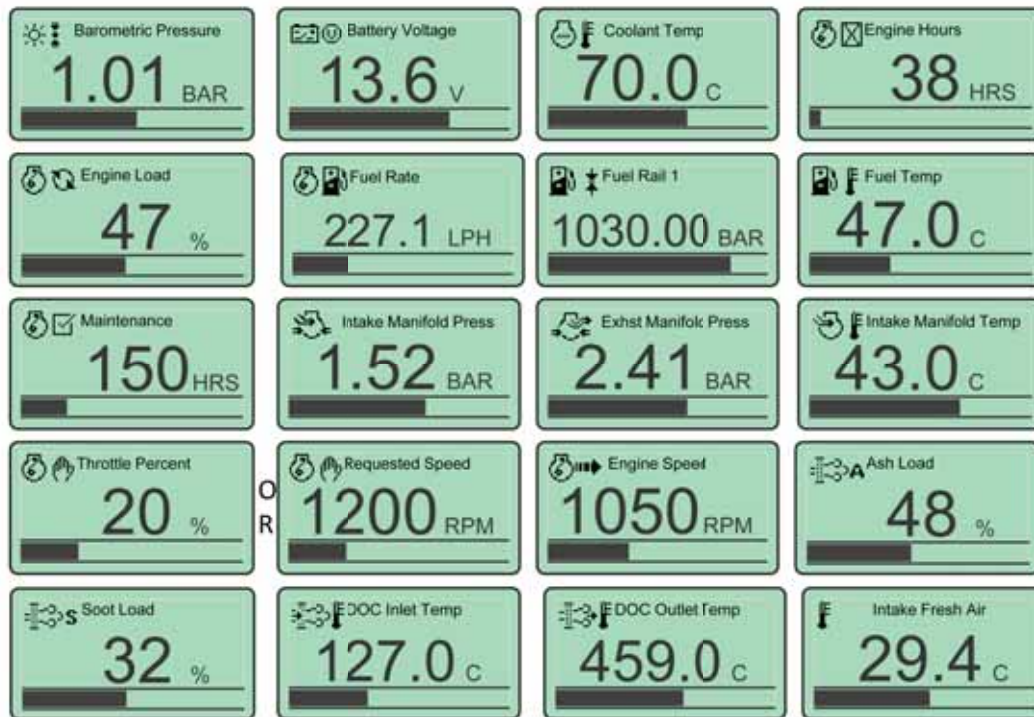 Barometric Pressure
1.01 BAR
Battery Voltage
13.6 V
Coolant Temp
70.0 C
Engine Hours
38 HRS
Engine Load
47 %
Fuel Rate
227.1 LPH
Fuel Rail 1
1030.00 BAR
Fuel Temp
47.0 C
Maintenance
150 HRS
Intake Manifold Press
1.52 BAR
Exhst Manifolc Press
2.41 BAR
Intake Manifold Temp
43.0 C
Throttle Percent
20 %
O
R
Requested Speed
1200 RPM
Engine Speed
1050 RPM
A Ash Load
48 %
S Soot Load
32 %
DOC Inlet Temp
127.0 C
DOC Outlet Temp
459.0 C
Intake Fresh Air
29.4 C